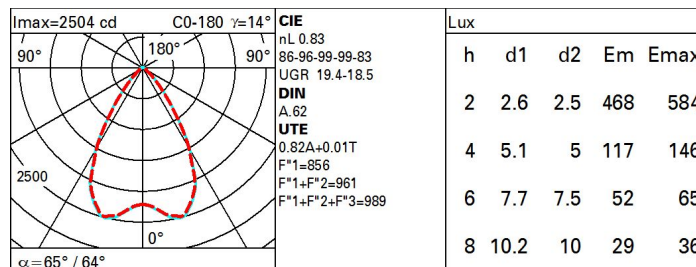 Imax=2504 cd C0-180 γ=14°
90° 180° 90°
2500
0°
α=65° / 64°
CIE
nL 0.83
86-96-99-99-83
UGR 19.4-18.5
DIN
A.62
UTE
0.82A+0.01T
F"1=856
F"1+F"2=961
F"1+F"2+F"3=989
Lux
h d1 d2 Em Emax
2 2.6 2.5 468 584
4 5.1 5 117 146
6 7.7 7.5 52 65
8 10.2 10 29 36